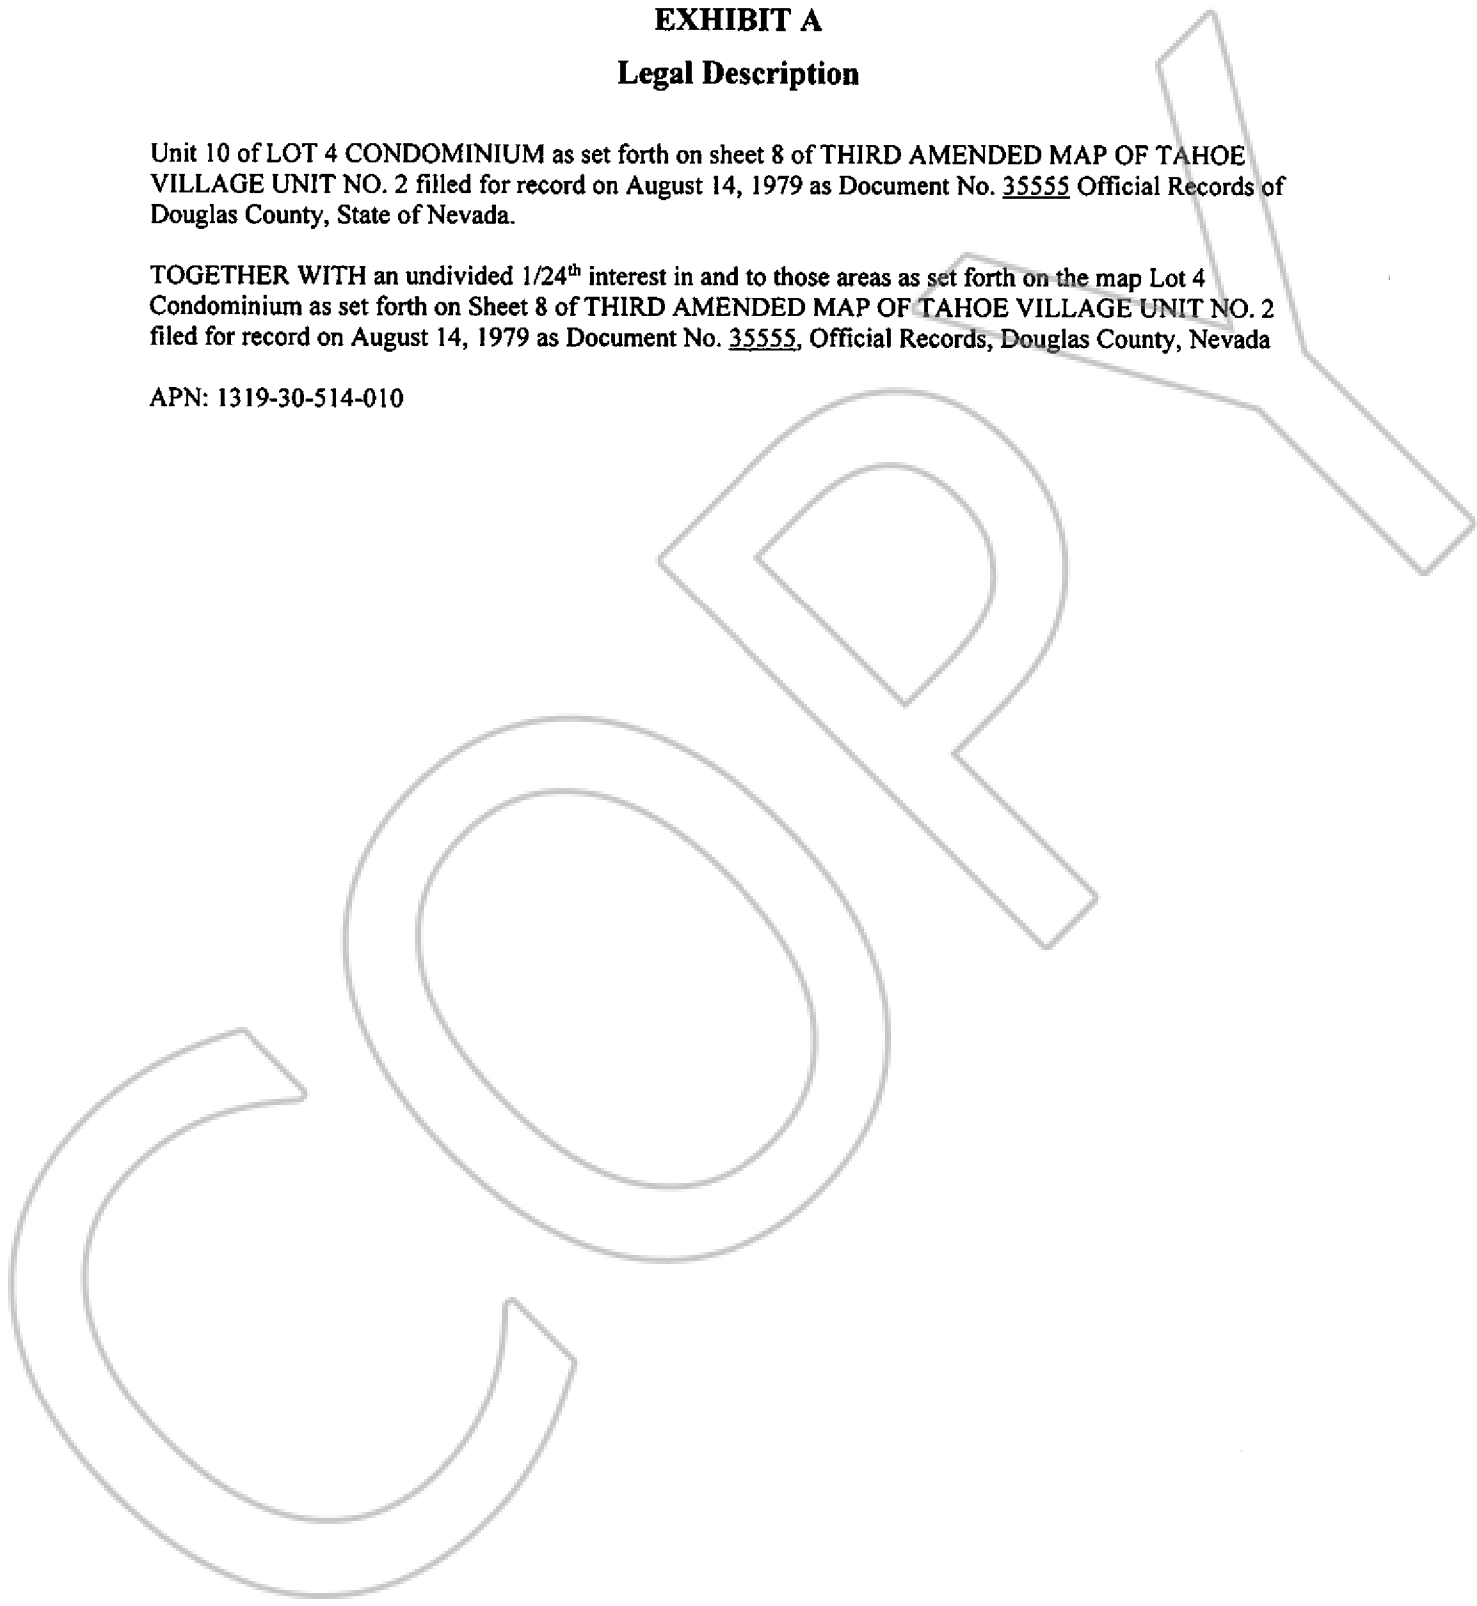 EXHIBIT A
Legal Description
Unit 10 of LOT 4 CONDOMINIUM as set forth on sheet 8 of THIRD AMENDED MAP OF TAHOE
VILLAGE UNIT NO. 2 fillled for record on August 14, 1979 as Document No. 35555 Official Records of
Douglas County, State of Nevada.
TOGETHER WITH an undivided 1/24th interest in and to those areas as set forth on the map Lot 4
Condominium as set forth on Sheet 8 of THIRD AMENDED MAP OF TAHOE VILLAGE UNIT NO. 2
filed for record on August 14, 1979 as Document No. 35555, Official Records, Douglas County, Nevada
APN: 1319-30-514-010
COPY